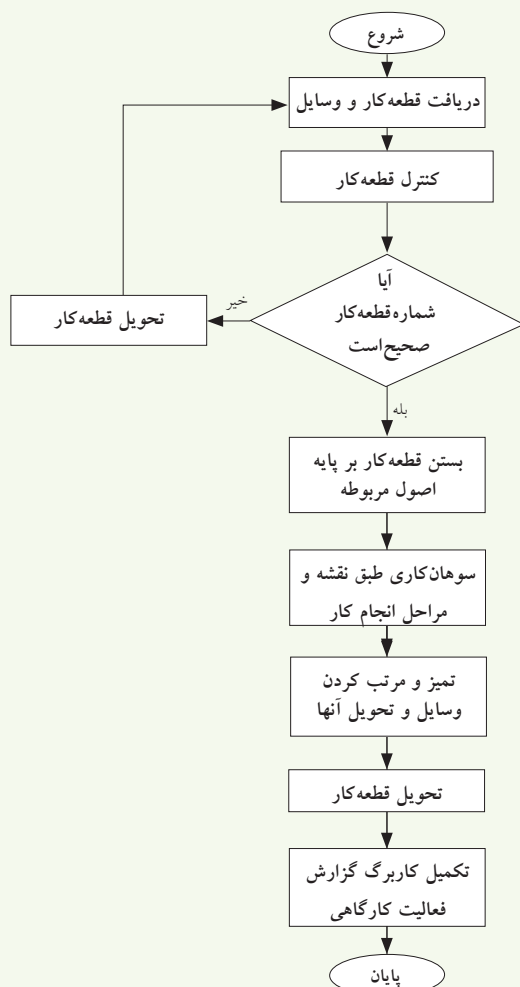 شروع
دریافت قطعه‌کار و وسایل
کنترل قطعه‌کار
آیا
شماره‌قطعه‌کار
صحیح‌است
خیر
تحویل قطعه‌کار
بله
بستن قطعه‌کار بر پایه
اصول مربوطه
سوهان‌کاری طبق نقشه و
مراحل انجام کار
تمیز و مرتب کردن
وسایل و تحویل آنها
تحویل قطعه‌کار
تکمیل کاربرگ گزارش
فعالیت کارگاهی
پایان